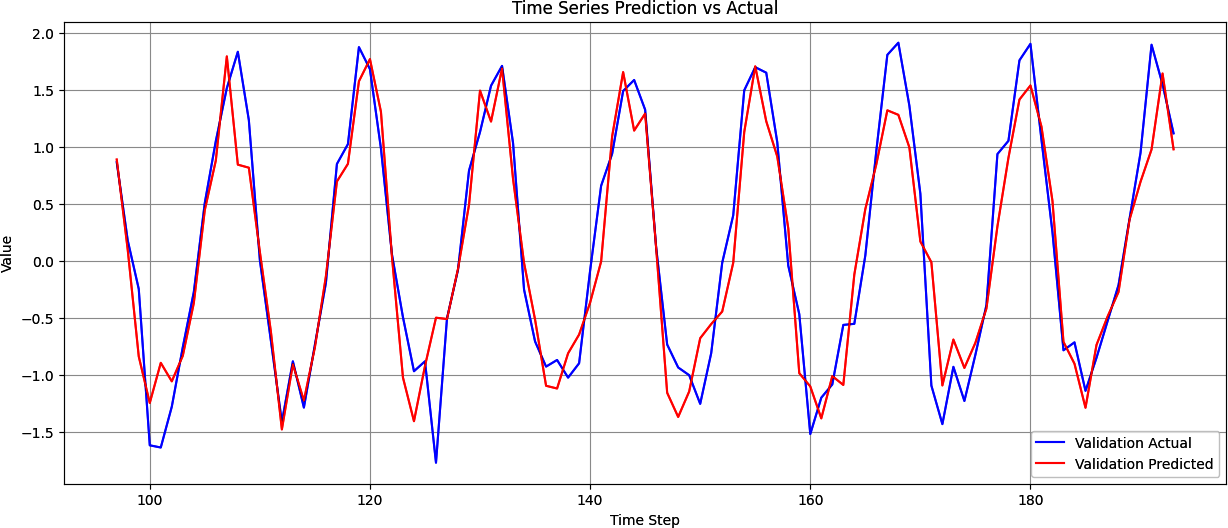 Time Series Prediction vs Actual
2.0
1.5
1.0
0.5
0.0
−0.5
−1.0
−1.5
Value
100
120
140
160
180
Time Step
Validation Actual
Validation Predicted